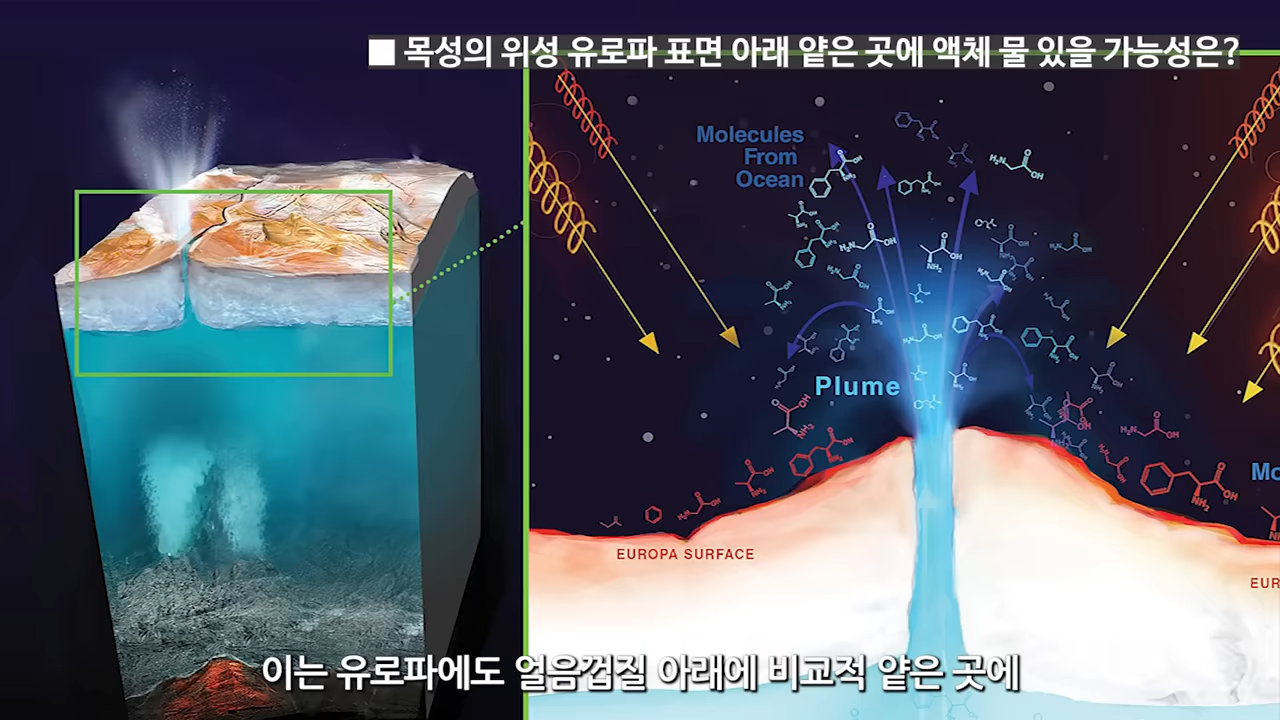 ■ 목성의 위성 유로파 표면 아래 얕은 곳에 액체 물 있을 가능성은?
Molecules
From
Ocean
Plume
EUROPA SURFACE
이는 유로파에도 얼음껍질 아래에 비교적 얕은 곳에